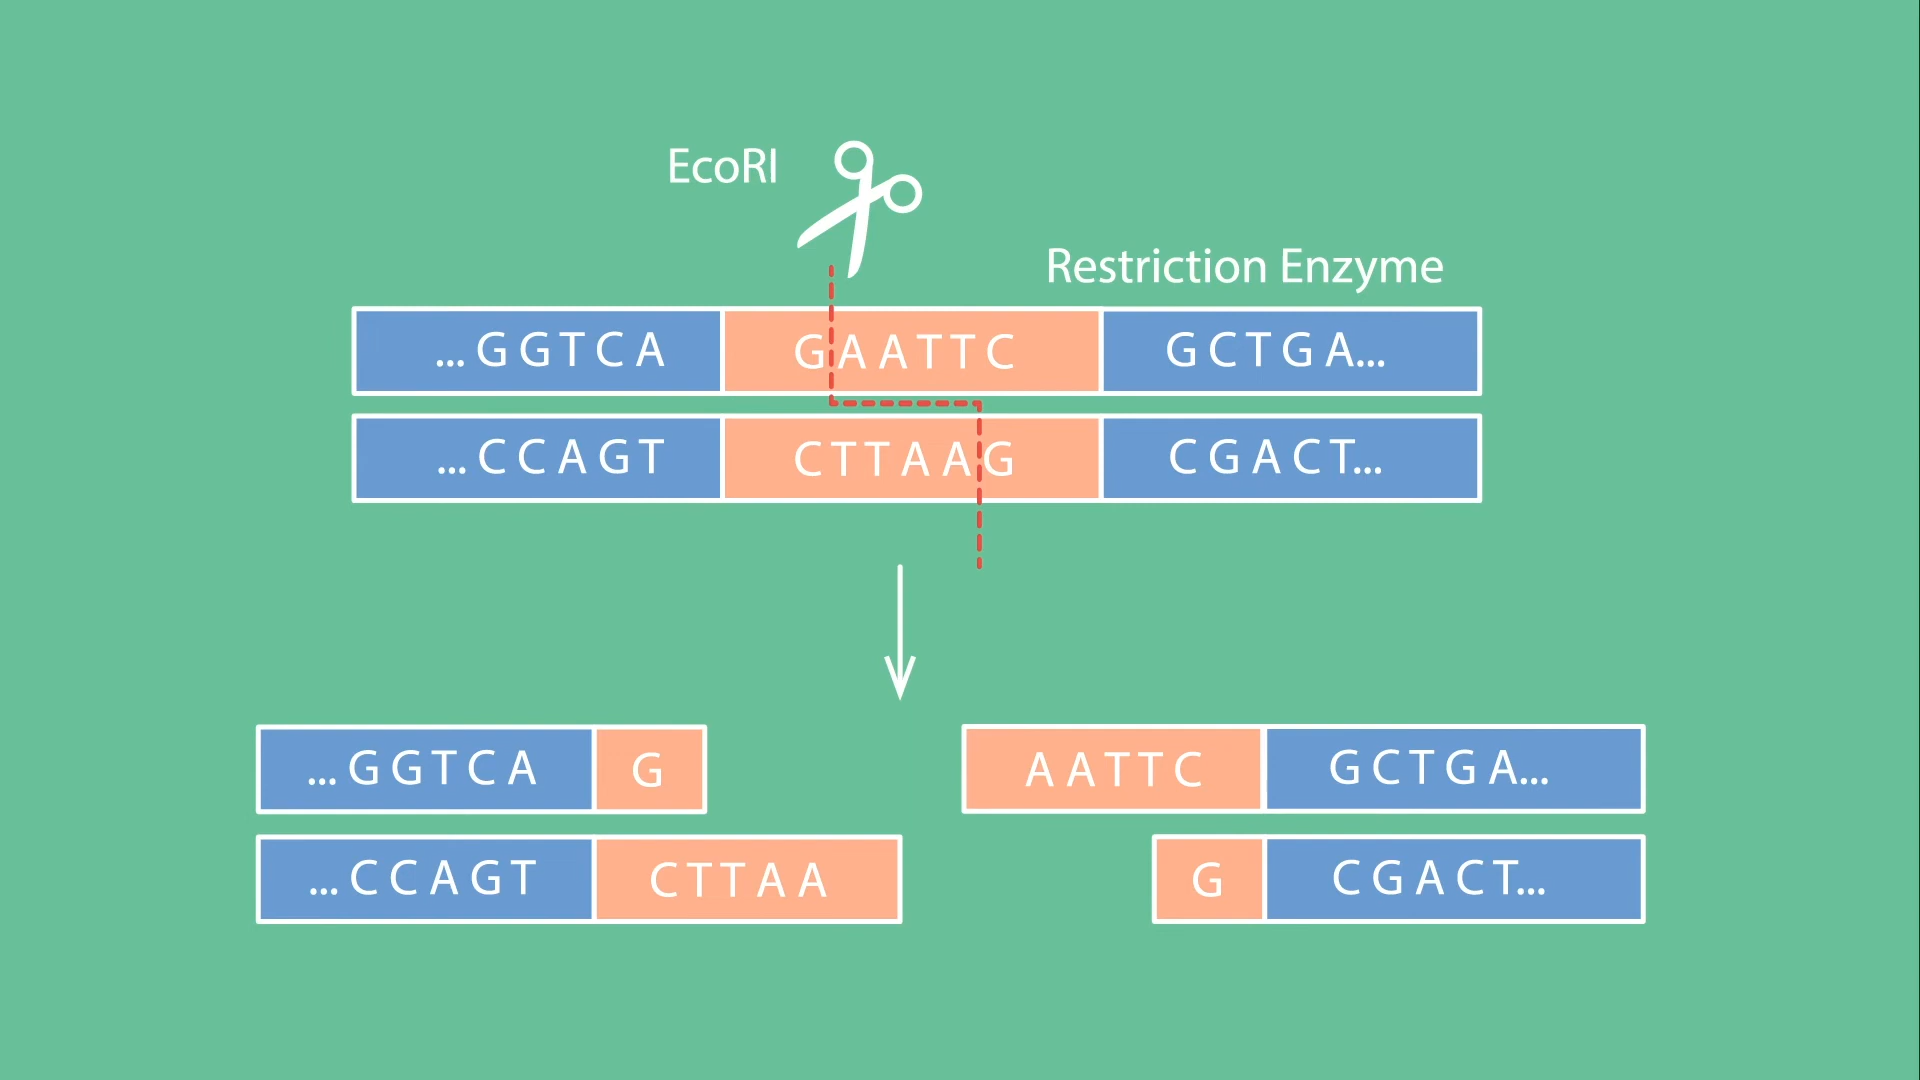 EcoRI
Restriction Enzyme
...GGTCA GAATTC GCTGA...
...CCAGT CTTAAG CGACT...
...GGTCA G AATTC GCTGA...
...CCAGT CTTAA G CGACT...